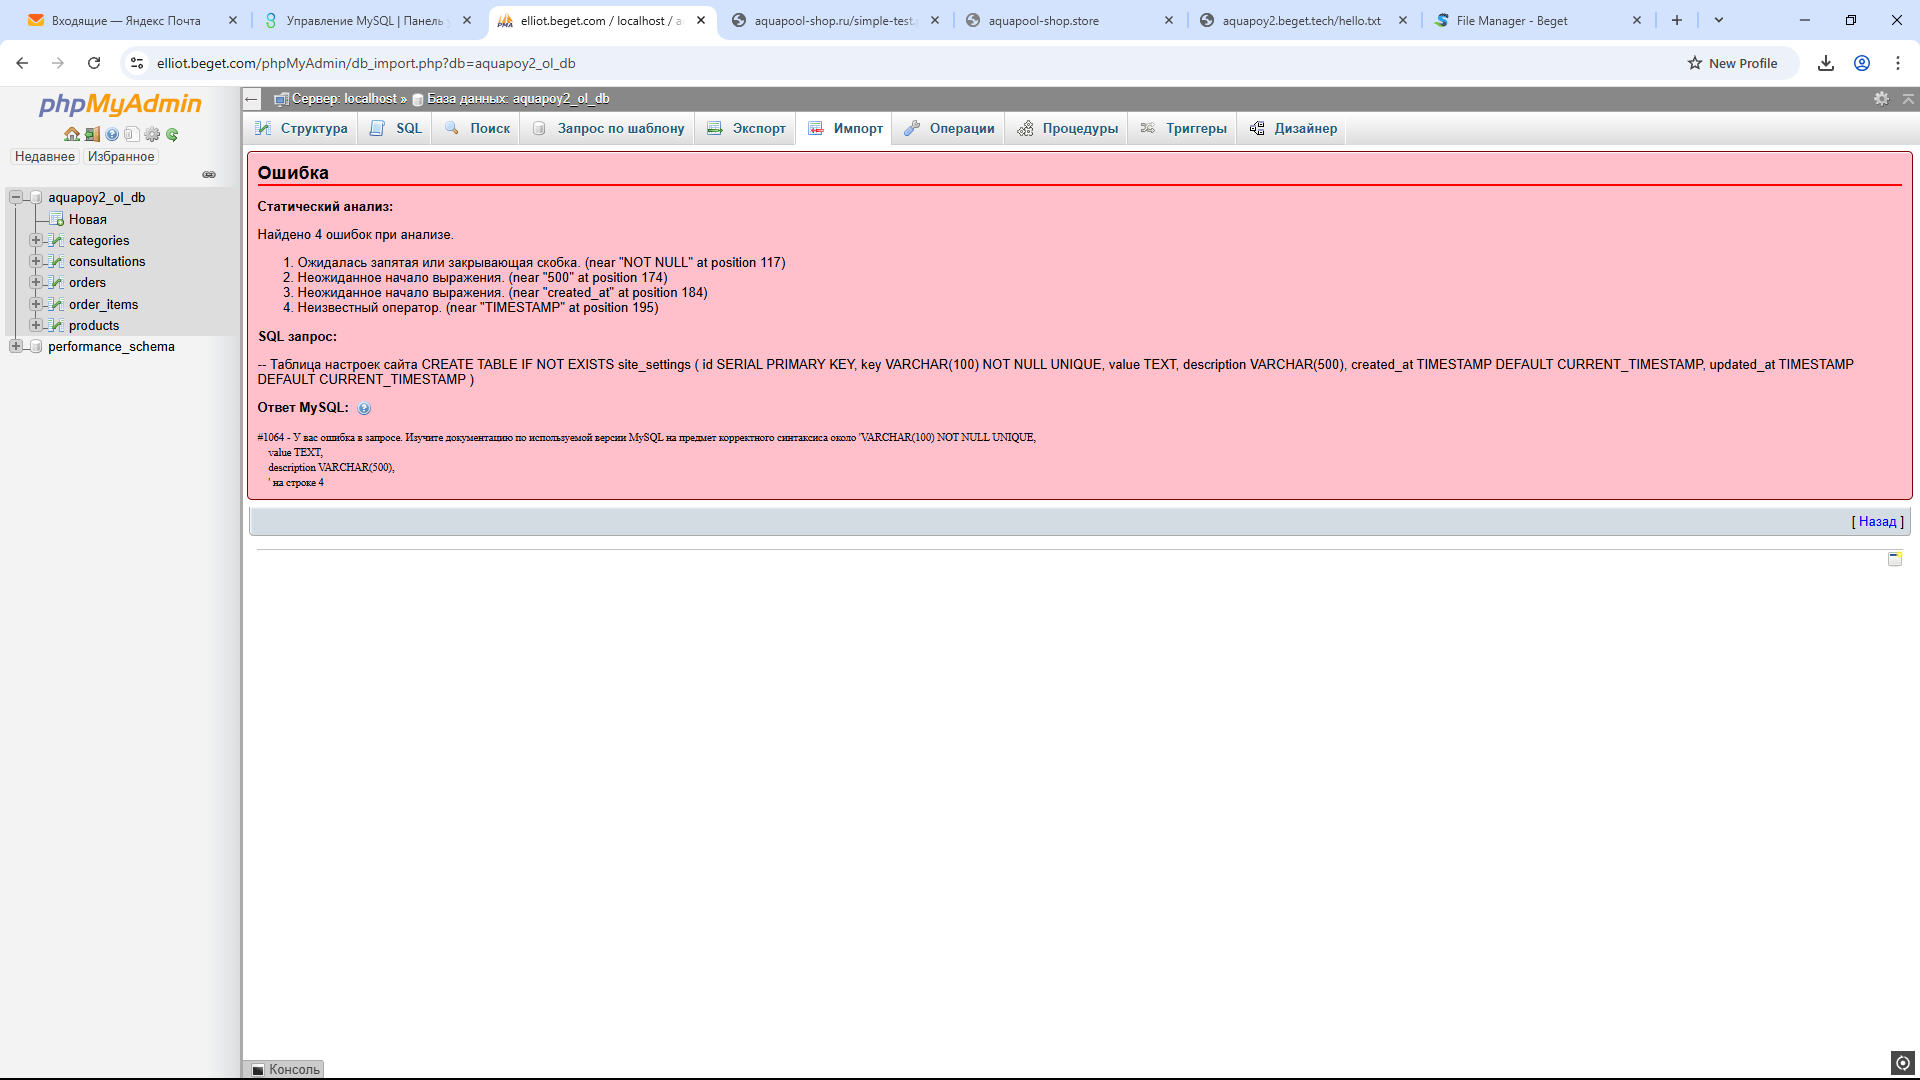 Входящие — Яндекс Почта
Управление MySQL | Панель
elliot.beget.com / localhost / a
aquapool-shop.ru/simple-test.
aquapool-shop.store
aquapoy2.beget.tech/hello.txt
File Manager - Beget
elliot.beget.com/phpMyAdmin/db_import.php?db=aquapoy2_ol_db
New Profile
phpMyAdmin
Недавнее Избранное
aquapoy2_ol_db
Новая
categories
consultations
orders
order_items
products
performance_schema
Сервер: localhost » База данных: aquapoy2_ol_db
Структура SQL Поиск Запрос по шаблону Экспорт Импорт Операции Процедуры Триггеры Дизайнер
Ошибка
Статический анализ:
Найдено 4 ошибок при анализе.
1. Ожидалась запятая или закрывающая скобка. (near "NOT NULL" at position 117)
2. Неожиданное начало выражения. (near "500" at position 174)
3. Неожиданное начало выражения. (near "created_at" at position 184)
4. Неизвестный оператор. (near "TIMESTAMP" at position 195)
SQL запрос:
-- Таблица настроек сайта CREATE TABLE IF NOT EXISTS site_settings ( id SERIAL PRIMARY KEY, key VARCHAR(100) NOT NULL UNIQUE, value TEXT, description VARCHAR(500), created_at TIMESTAMP DEFAULT CURRENT_TIMESTAMP, updated_at TIMESTAMP
DEFAULT CURRENT_TIMESTAMP )
Ответ MySQL:
#1064 - У вас ошибка в запросе. Изучите документацию по используемой версии MySQL на предмет корректного синтаксиса около 'VARCHAR(100) NOT NULL UNIQUE,
value TEXT,
description VARCHAR(500),
' на строке 4
[ Назад ]
Консоль